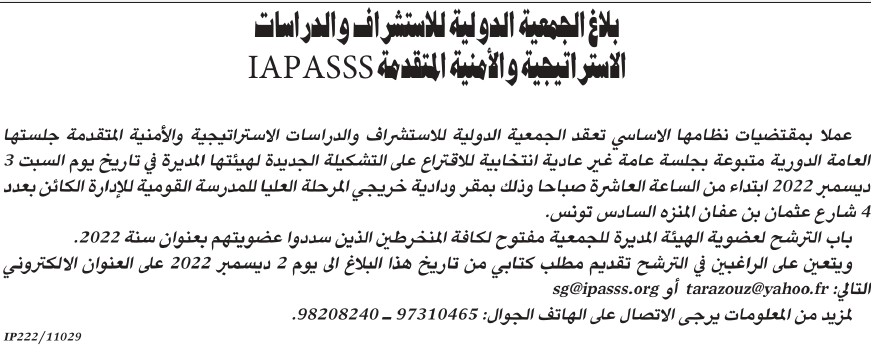 بلاغ الجمعية الدولية للاستشراف والدراسات
الاستراتيجية والأمنية المتقدمة IAPASSS
عملا بمقتضيات نظامها الاساسي تعقد الجمعية الدولية للاستشراف والدراسات الاستراتيجية والأمنية المتقدمة جلستها
العامة الدورية متبوعة بجلسة عامة غير عادية انتخابية للاقتراع على التشكيلة الجديدة لهيئتها المديرة في تاريخ يوم السبت 3
ديسمبر 2022 ابتداء من الساعة العاشرة صباحا وذلك بمقر ودادية خريجي المرحلة العليا للمدرسة القومية للإدارة الكائن بعدد
4 شارع عثمان بن عفان المنزه السادس تونس.
باب الترشح لعضوية الهيئة المديرة للجمعية مفتوح لكافة المنخرطين الذين سددوا عضويتهم بعنوان سنة 2022.
ويتعين على الراغبين في الترشح تقديم مطلب كتابي من تاريخ هذا البلاغ الى يوم 2 ديسمبر 2022 على العنوان الالكتروني
التالي: tarazouz@yahoo.fr أو sg@ipasss.org
لمزيد من المعلومات يرجى الاتصال على الهاتف الجوال: 97310465 ــ 98208240.
IP222/11029